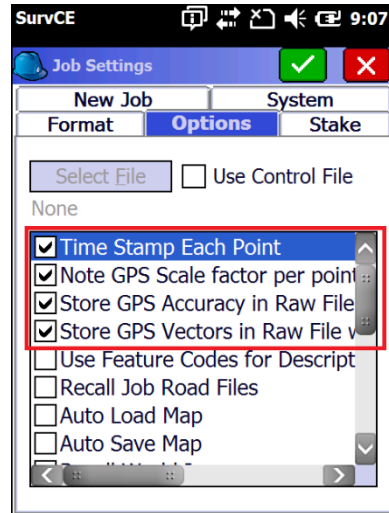 SurvCE 9:07
Job Settings
New Job System
Format Options Stake
Select File Use Control File
None
Time Stamp Each Point
Note GPS Scale factor per point
Store GPS Accuracy in Raw File
Store GPS Vectors in Raw File
Use Feature Codes for Descript
Recall Job Road Files
Auto Load Map
Auto Save Map